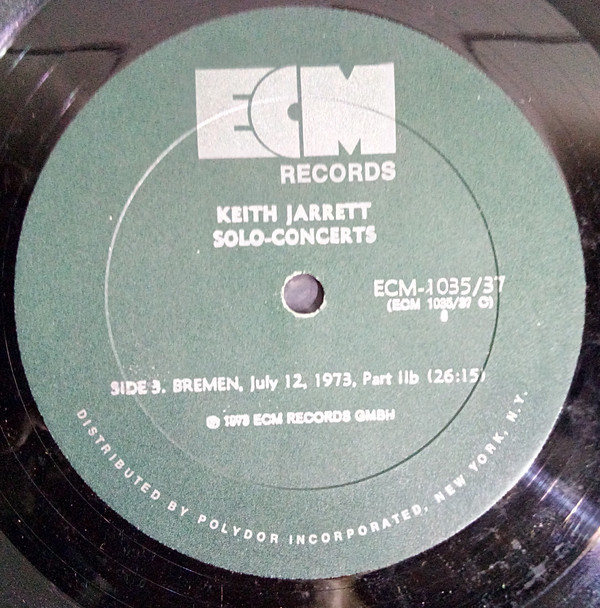 ECM
RECORDS
KEITH JARRETT
SOLO-CONCERTS
ECM-1035/37
(ECM 1035/37 C)
S
SIDE 3. BREMEN, July 12, 1973, Part IIb (26:15)
℗ 1973 ECM RECORDS GMBH
DISTRIBUTED BY POLYDOR INCORPORATED, NEW YORK, N.Y.